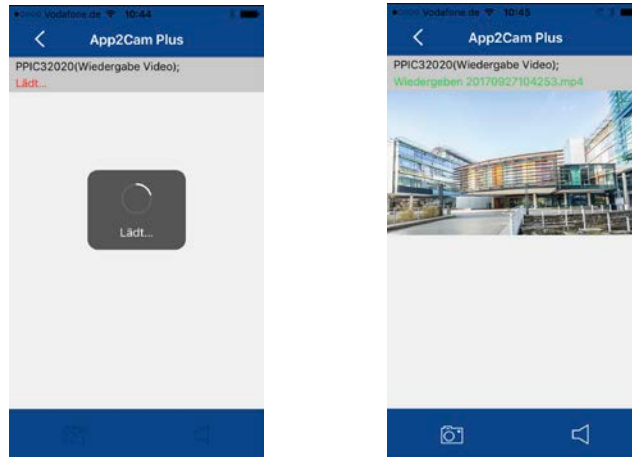 vodafone.de 10:44
App2Cam Plus
PPIC32020(Wiedergabe Video);
Lädt...
Lädt...
vodafone.de 10:45
App2Cam Plus
PPIC32020(Wiedergabe Video);
Wiedergeben 20170927104253.mp4